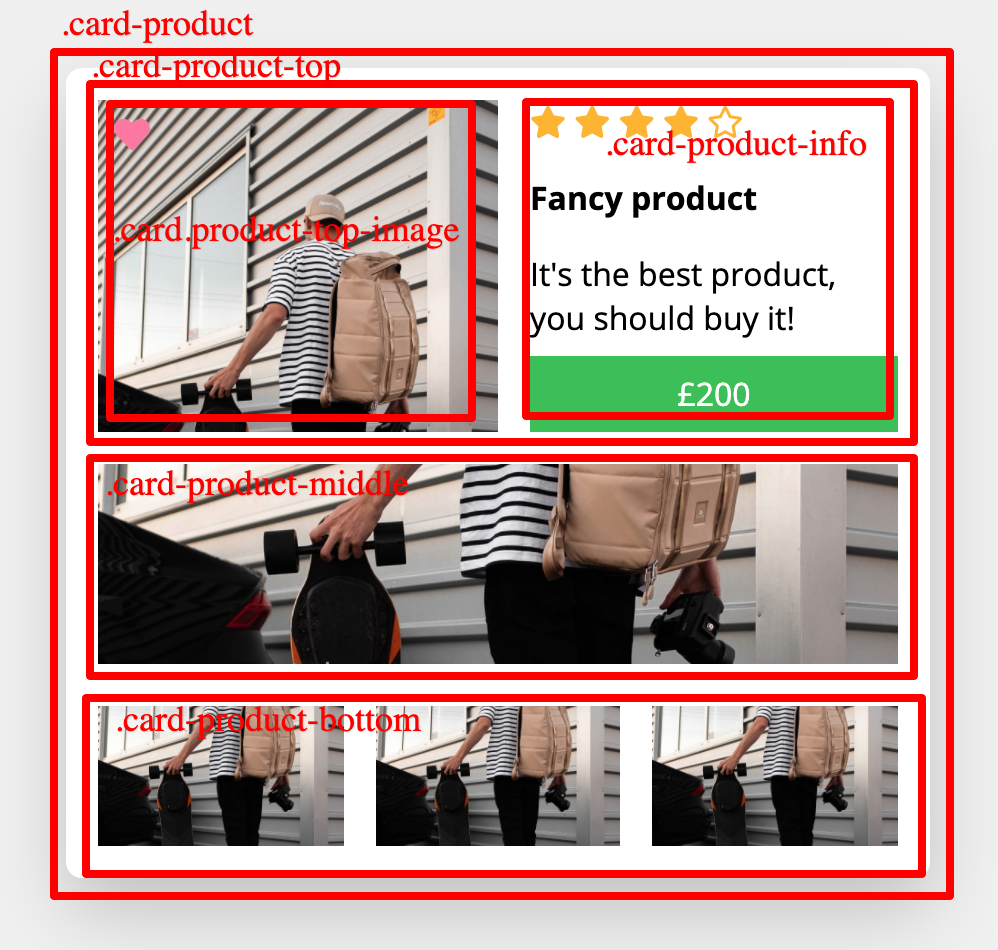 .card-product
.card-product-top
.card-product-info
Fancy product
.card.product-top-image
It's the best product,
you should buy it!
£200
.card-product-middle
.card-product-bottom